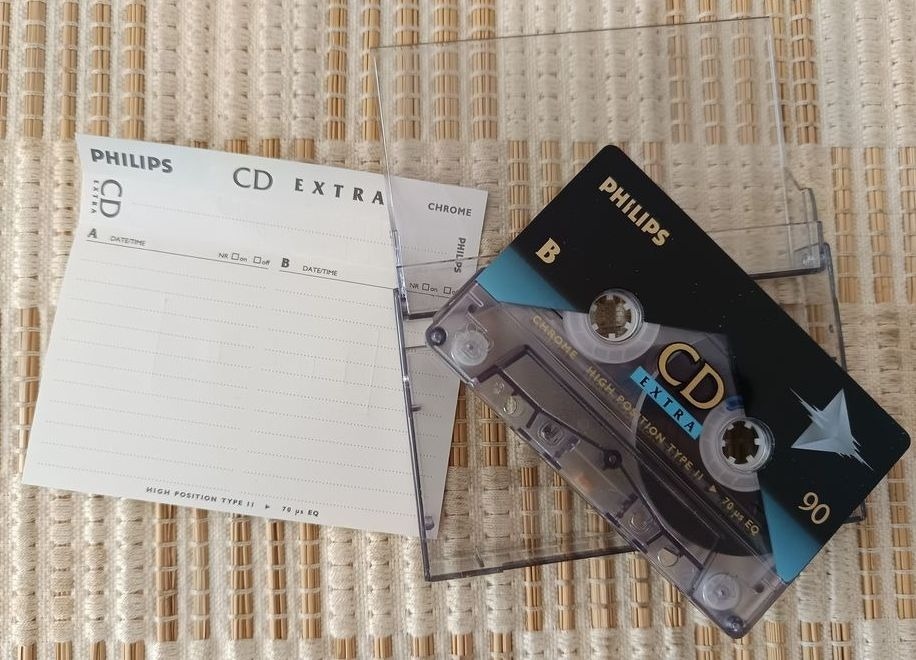 PHILIPS
CD EXTRA
CHROME
CD
EXTRA
PHILIPS
A DATE/TIME
NR on off
B DATE/TIME
NR on
HIGH POSITION TYPE II 70 µs EQ
PHILIPS
B
CHROME
HIGH POSITION TYPE II 70 µs EQ
CD
EXTRA
90